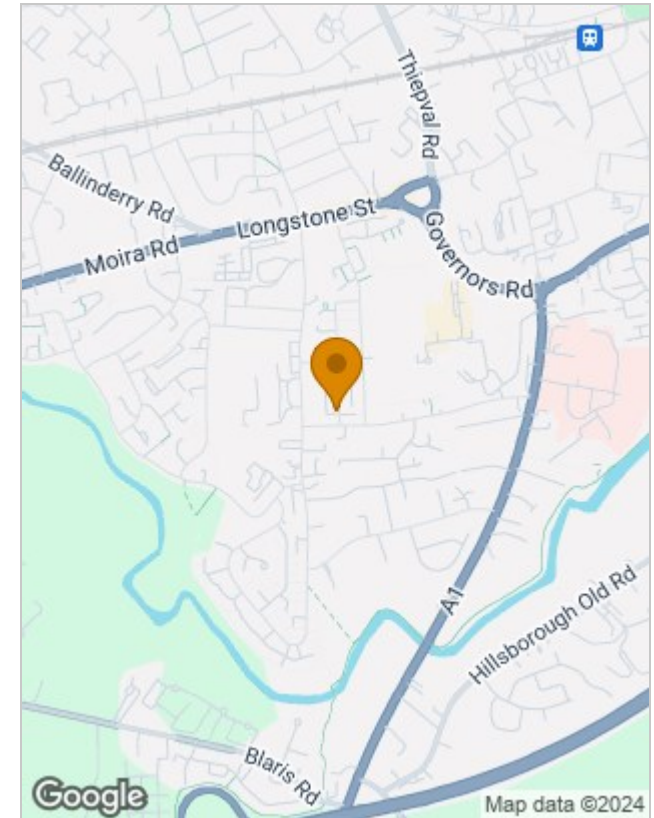 Thiepval Rd
Ballinderry Rd
Longstone St
Moira Rd
Governors Rd
A1
Hillsborough Old Rd
Blaris Rd
Google
Map data ©2024